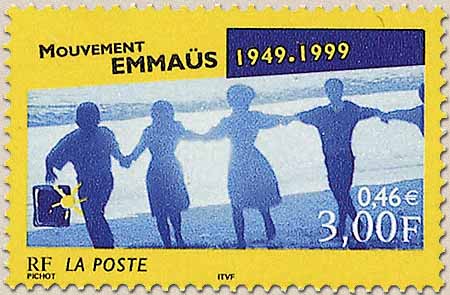 MOUVEMENT
EMMAÜS 1949.1999
0,46€
3,00F
RF LA POSTE
PICHOT ITVF